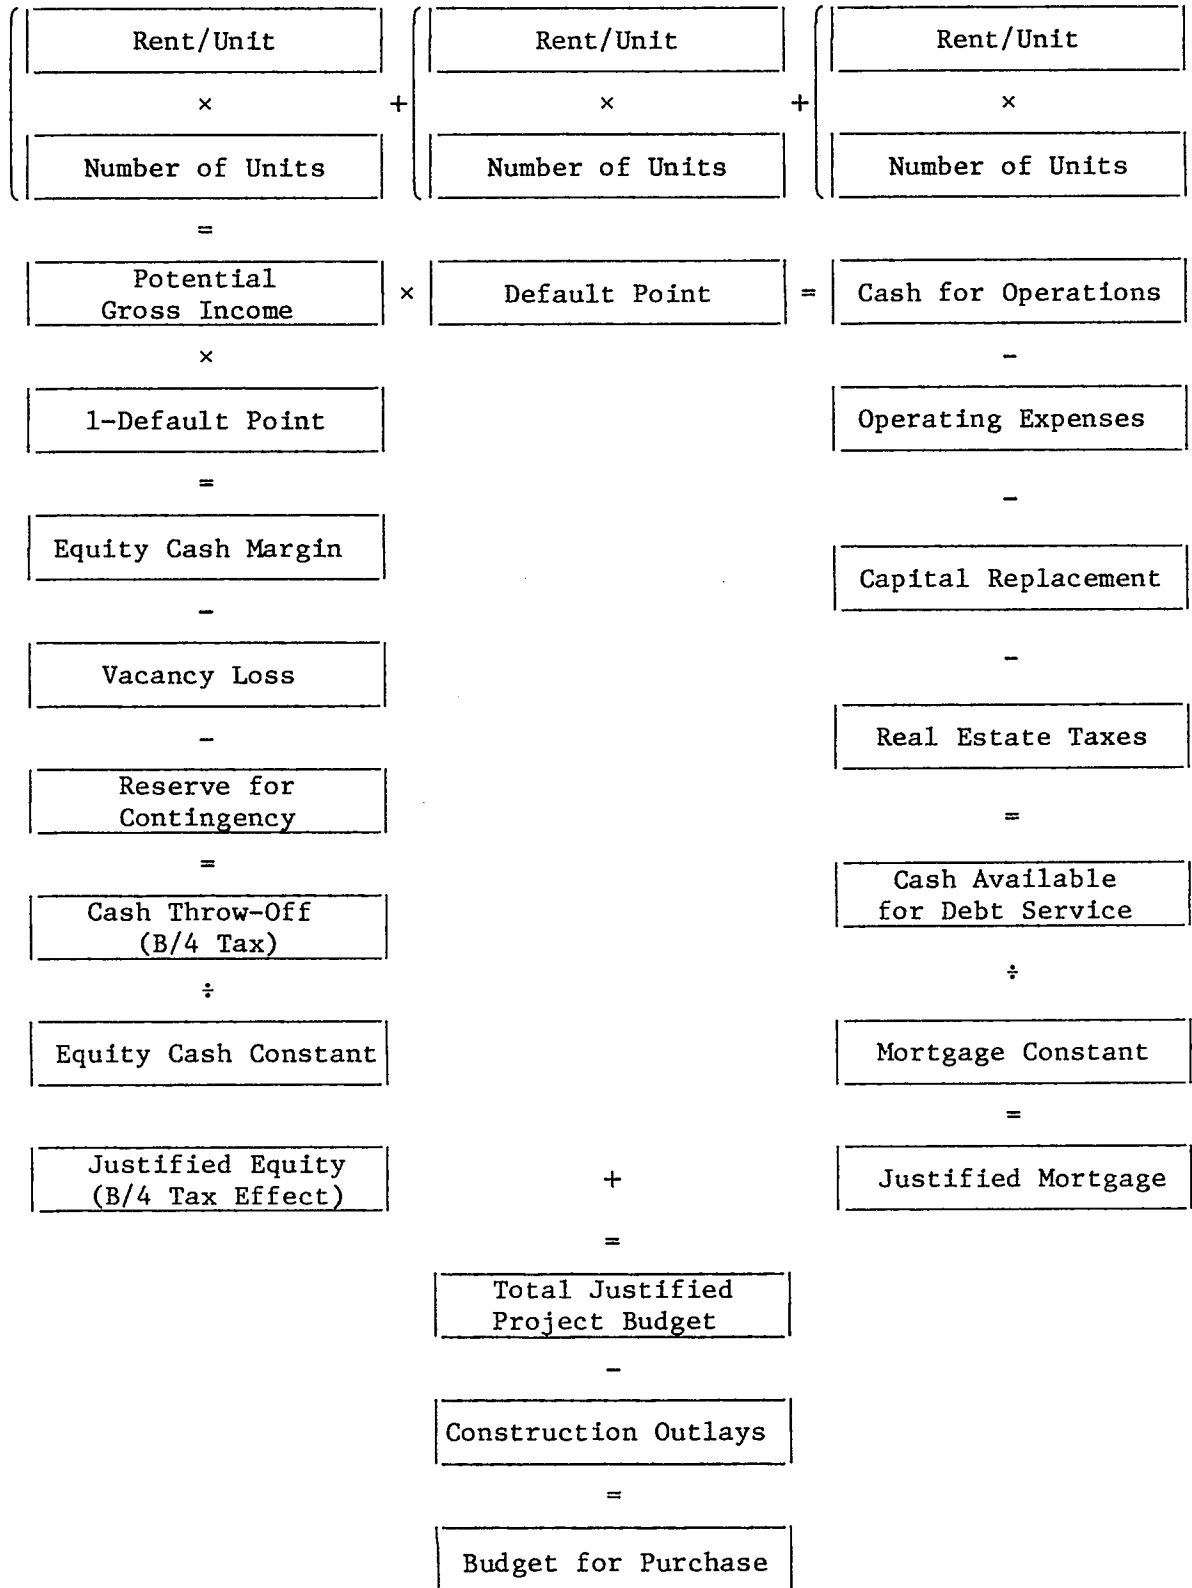 Rent/Unit Rent/Unit Rent/Unit
× + × + ×
Number of Units Number of Units Number of Units
=
Potential
Gross Income × Default Point = Cash for Operations
× -
1-Default Point Operating Expenses
= -
Equity Cash Margin
Capital Replacement
-
Vacancy Loss -
- Real Estate Taxes
Reserve for
Contingency =
=
Cash Available
for Debt Service
Cash Throw-Off
(B/4 Tax)
÷ ÷
Equity Cash Constant Mortgage Constant
=
Justified Equity
(B/4 Tax Effect) + Justified Mortgage
=
Total Justified
Project Budget
-
Construction Outlays
=
Budget for Purchase